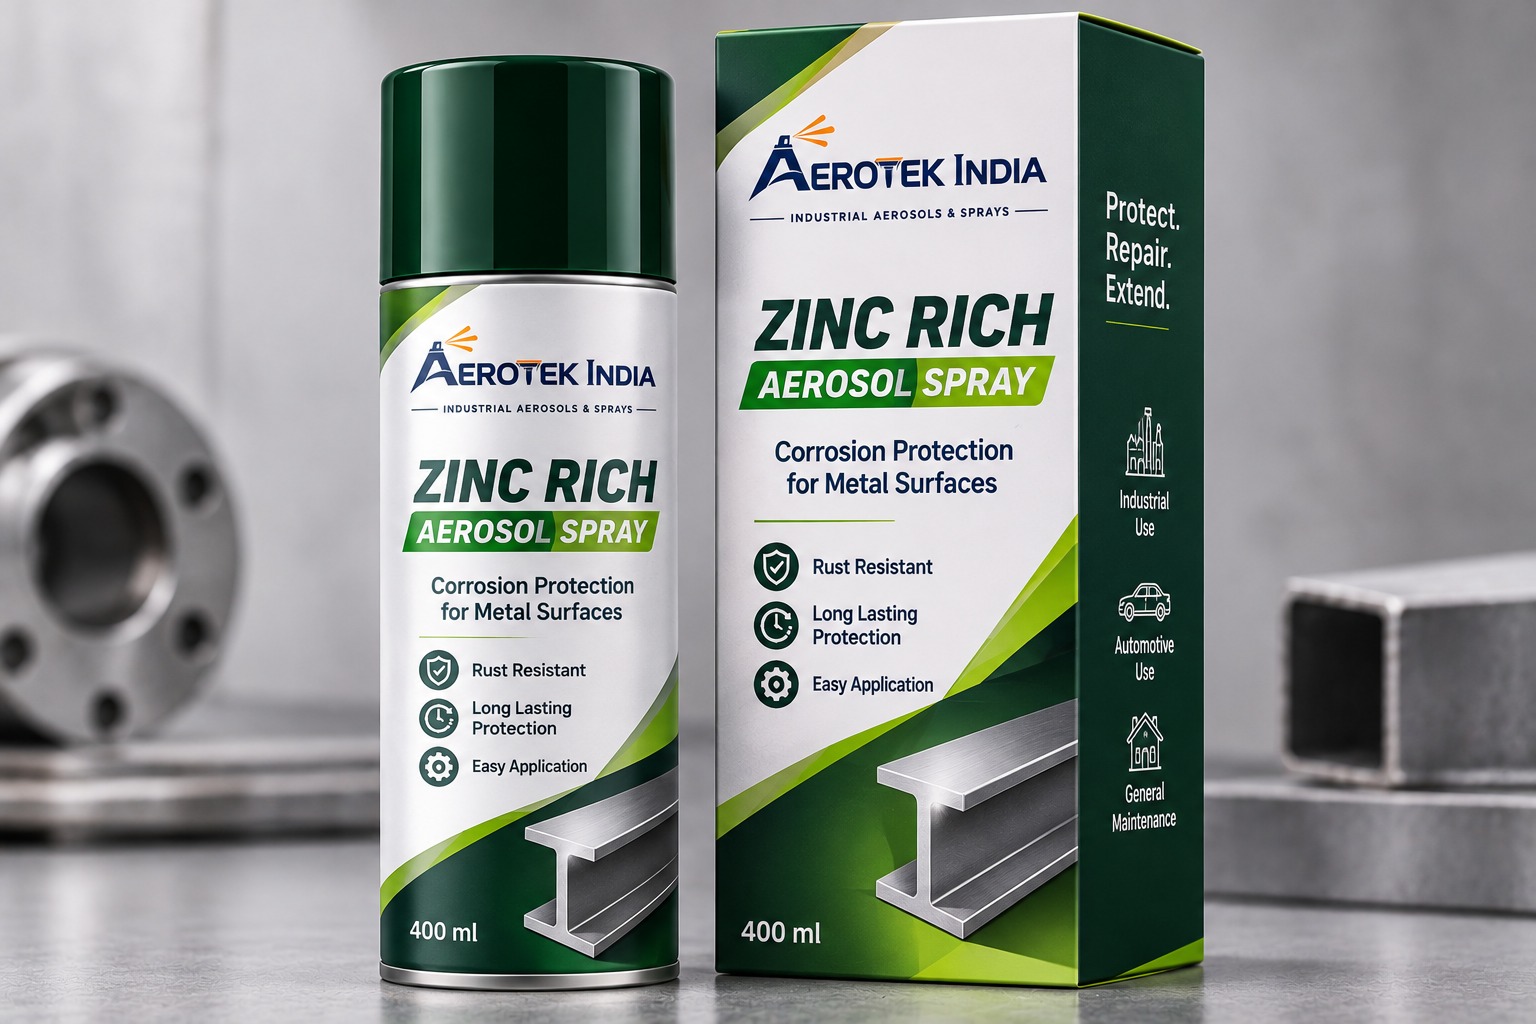 AEROTEK INDIA
INDUSTRIAL AEROSOLS & SPRAYS
ZINC RICH
AEROSOL SPRAY
Corrosion Protection
for Metal Surfaces
Rust Resistant
Long Lasting
Protection
Easy Application
400 ml
AEROTEK INDIA
INDUSTRIAL AEROSOLS & SPRAYS
ZINC RICH
AEROSOL SPRAY
Corrosion Protection
for Metal Surfaces
Rust Resistant
Long Lasting
Protection
Easy Application
400 ml
Protect.
Repair.
Extend.
Industrial
Use
Automotive
Use
General
Maintenance